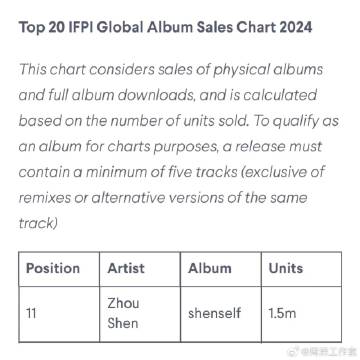 Top 20 IFPI Global Album Sales Chart 2024
This chart considers sales of physical albums
and full album downloads, and is calculated
based on the number of units sold. To qualify as
an album for charts purposes, a release must
contain a minimum of five tracks (exclusive of
remixes or alternative versions of the same
track)
Position Artist Album Units
11 Zhou Shen shenself 1.5m
@周深工作室